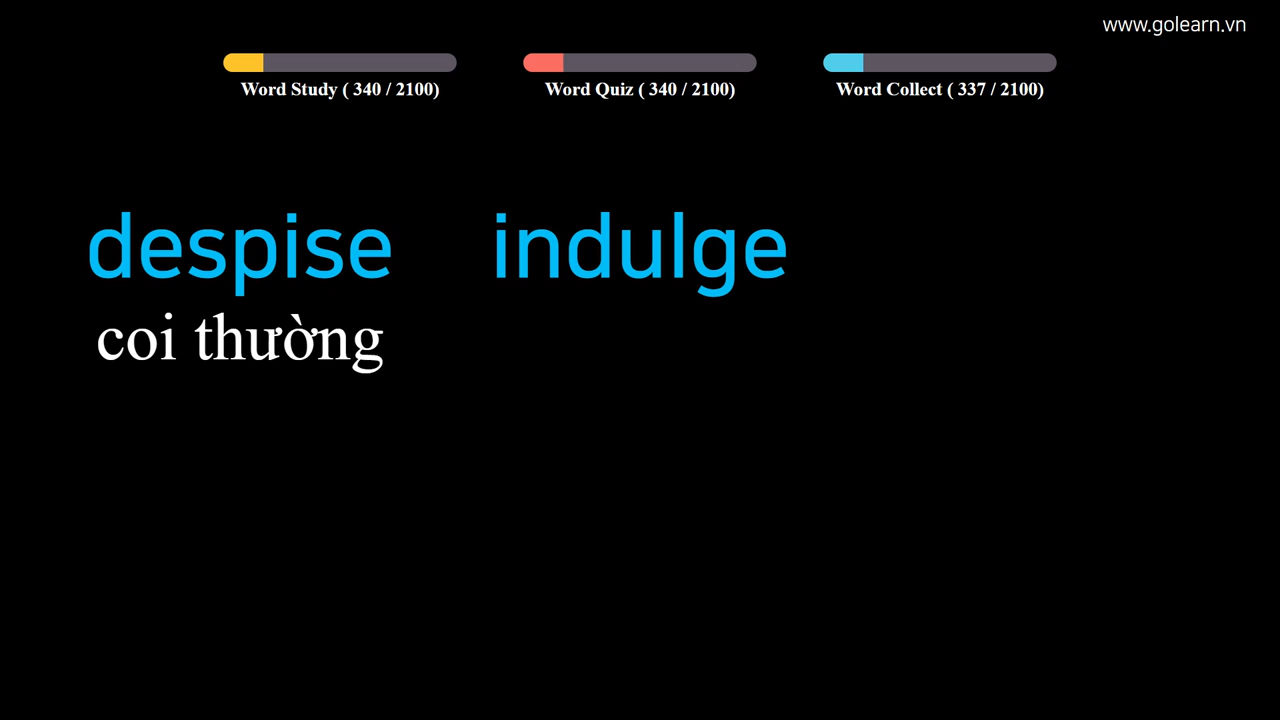 www.golearn.vn
Word Study ( 340 / 2100)
Word Quiz ( 340 / 2100)
Word Collect ( 337 / 2100)
despise indulge
coi thường